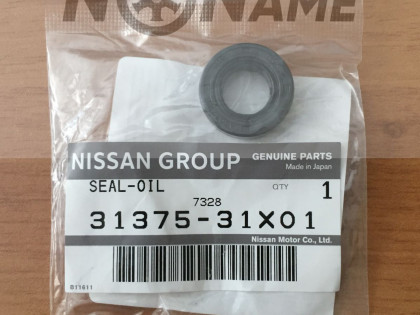 NONAME
NISSAN GROUP GENUINE PARTS
Made in Japan
SEAL-OIL QTY 1
7328
31375-31X01
Nissan Motor Co., Ltd.
D11011